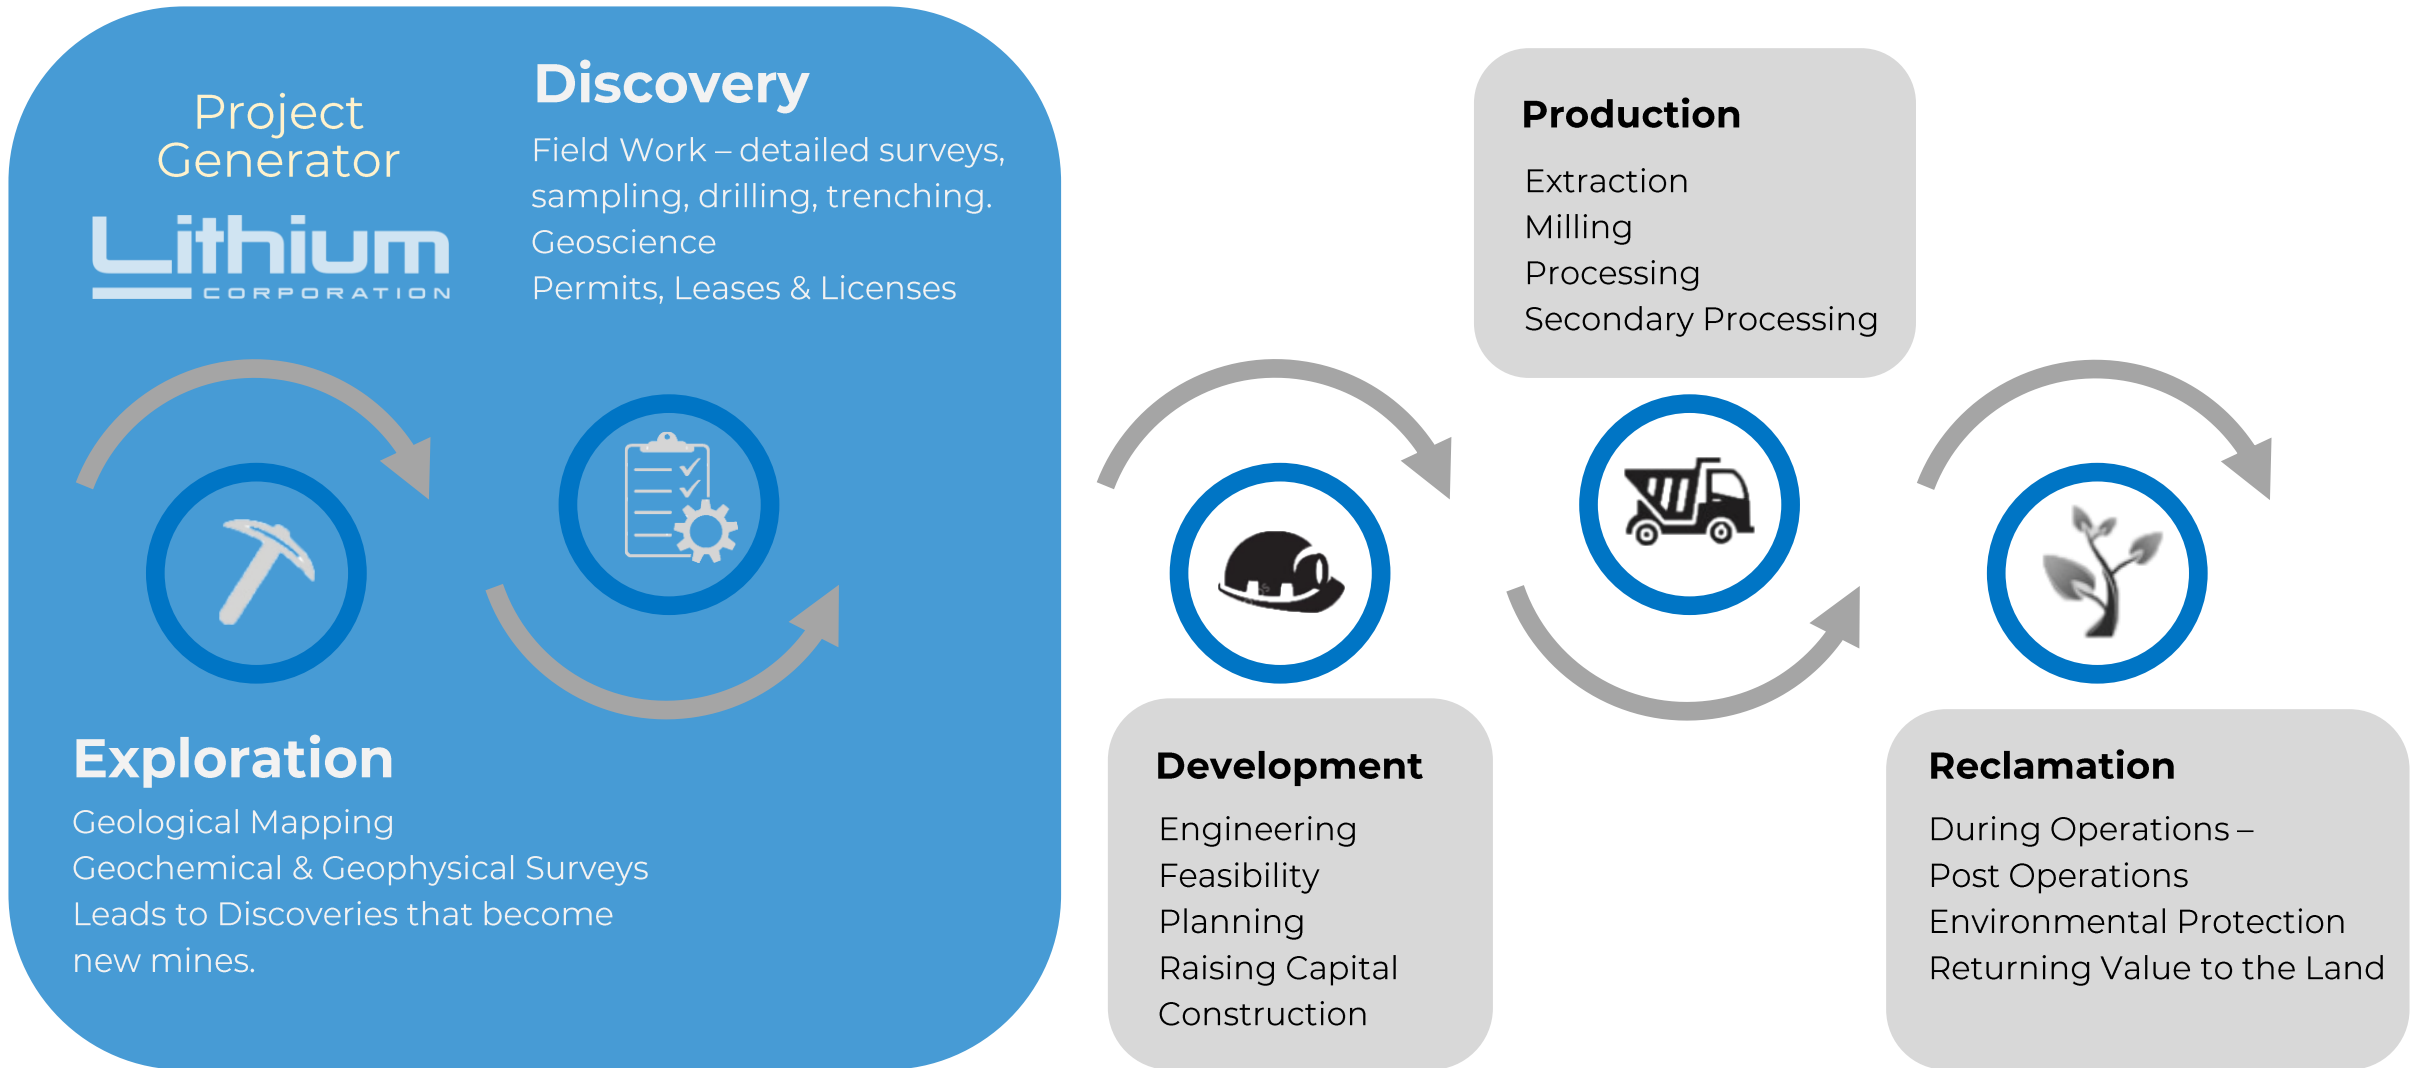 Project
Generator
Lithium
CORPORATION
Discovery
Field Work – detailed surveys,
sampling, drilling, trenching.
Geoscience
Permits, Leases & Licenses
Exploration
Geological Mapping
Geochemical & Geophysical Surveys
Leads to Discoveries that become
new mines.
Development
Engineering
Feasibility
Planning
Raising Capital
Construction
Production
Extraction
Milling
Processing
Secondary Processing
Reclamation
During Operations –
Post Operations
Environmental Protection
Returning Value to the Land